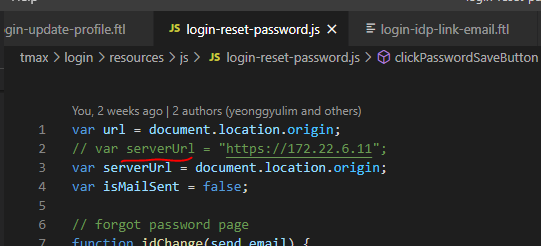 gin-update-profile.ftl
JS login-reset-password.js
login-idp-link-email.ftl
tmax > login > resources > js > JS login-reset-password.js > clickPasswordSaveButton
You, 2 weeks ago | 2 authors (yeonggyulim and others)
1 var url = document.location.origin;
2 // var serverUrl = "https://172.22.6.11";
3 var serverUrl = document.location.origin;
4 var isMailSent = false;
5
6 // forgot password page
7 function idChange(send_email) {